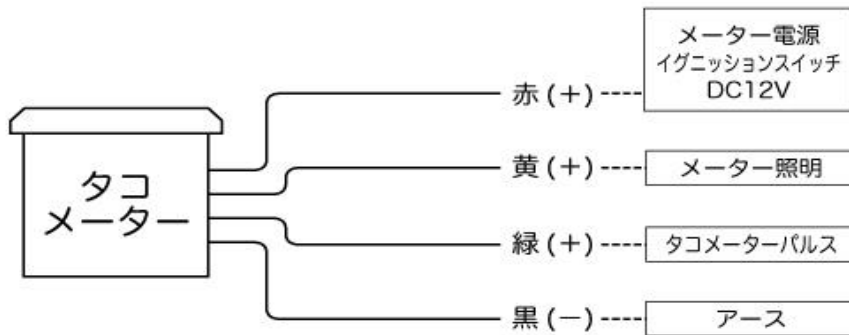 メーター電源
イグニッションスイッチ
DC12V
赤(+)
黄(+)
メーター照明
タコ
メーター
緑(+)
タコメーターパルス
黒(−)
アース